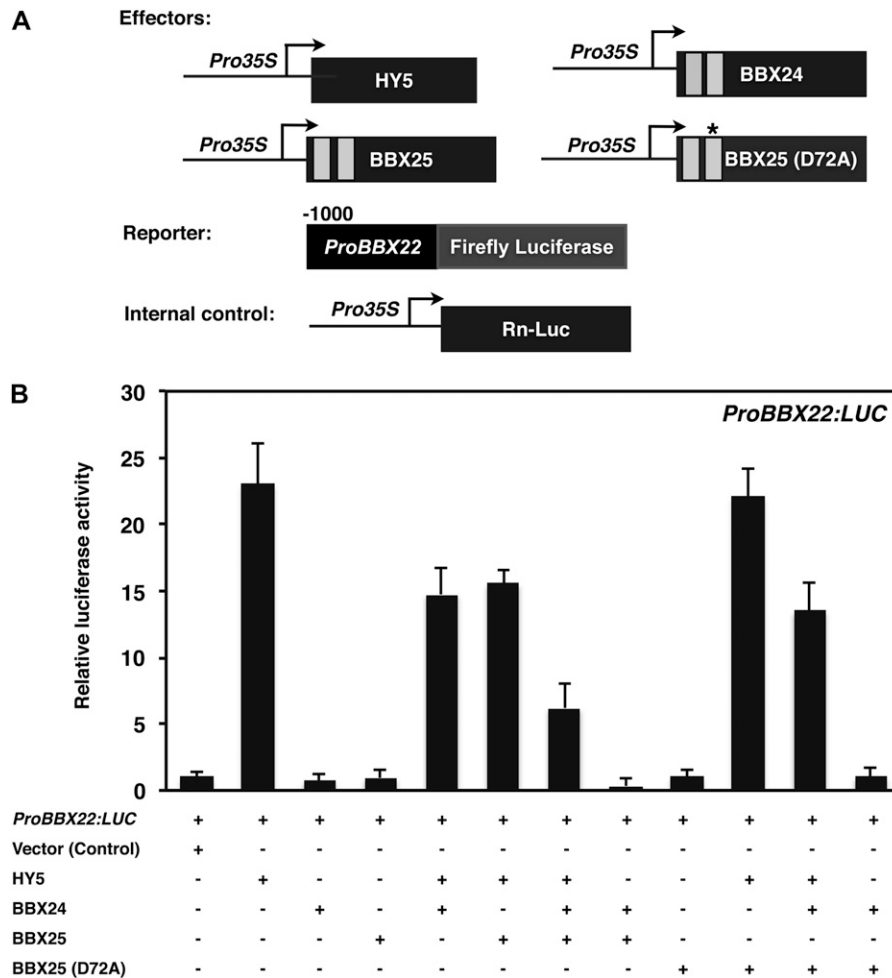 A
Effectors:
Pro35S
HY5
Pro35S
BBX24
Pro35S
BBX25
Pro35S
*
BBX25 (D72A)
-1000
Reporter:
ProBBX22
Firefly Luciferase
Internal control:
Pro35S
Rn-Luc
B
ProBBX22:LUC
Relative luciferase activity
30
25
20
15
10
5
0
ProBBX22:LUC + + + + + + + + + + + +
Vector (Control) + - - - - - - - - - - -
HY5 - + - - + + + - - + + -
BBX24 - - + - + - + + - - + +
BBX25 - - - + - + + + - - - -
BBX25 (D72A) - - - - - - - - + + + +